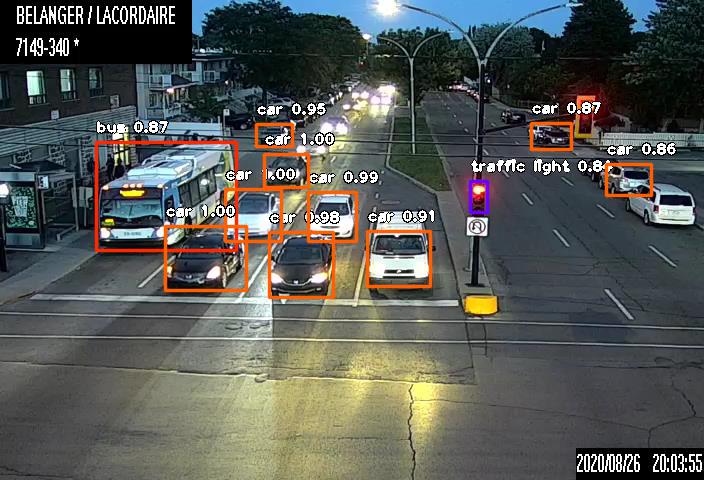 BELANGER / LACORDAIRE
7149-340 *
car 0.95
car 0.87
bus 0.87
car 1.00
car 0.86
traffic light 0.84
car 1.00
car 0.99
car 1.00
car 0.98
car 0.91
2020/08/26 20:03:55